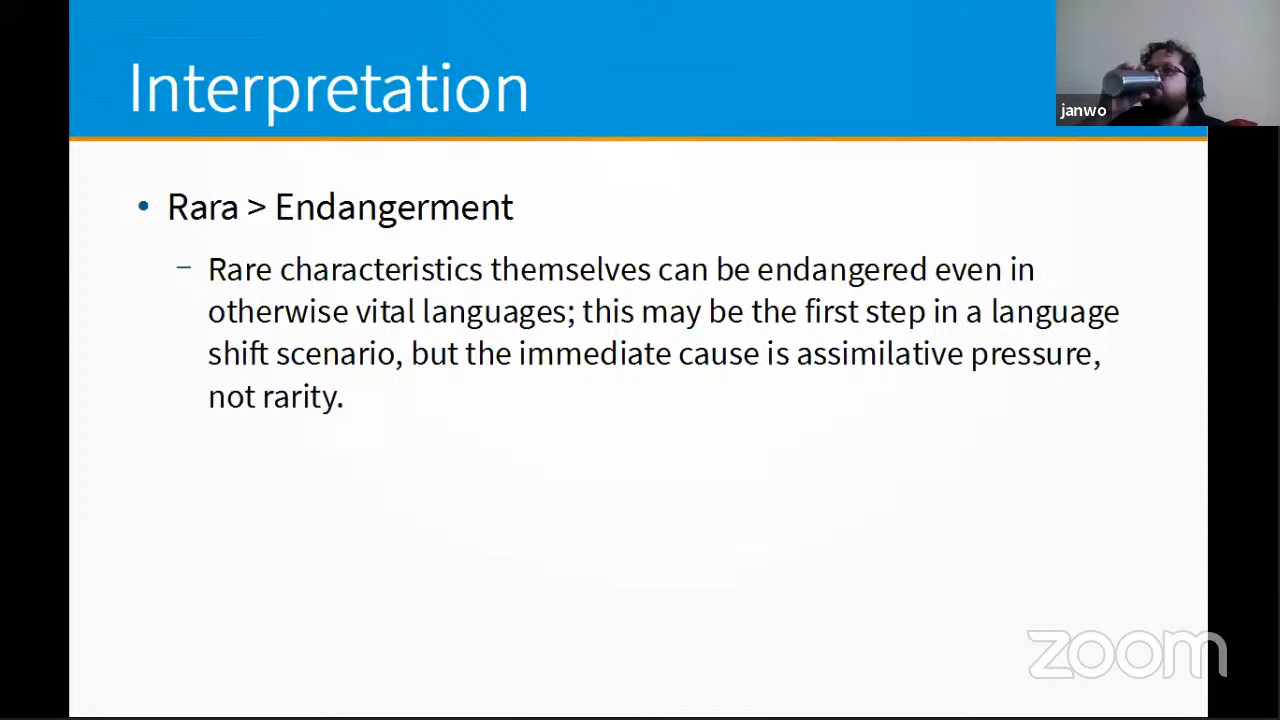 Interpretation
janwo
• Rara > Endangerment
– Rare characteristics themselves can be endangered even in
otherwise vital languages; this may be the first step in a language
shift scenario, but the immediate cause is assimilative pressure,
not rarity.
zoom